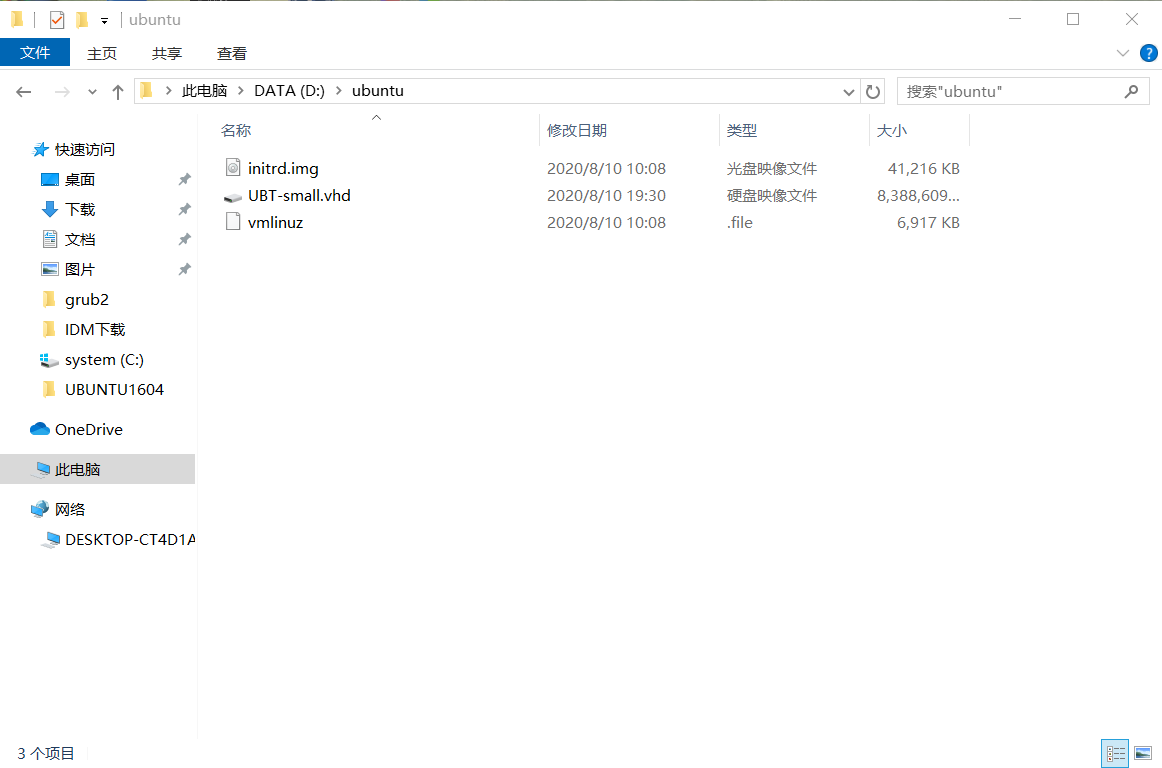 ubuntu
文件 主页 共享 查看
此电脑 DATA (D:) ubuntu
搜索"ubuntu"
名称 修改日期 类型 大小
initrd.img 2020/8/10 10:08 光盘映像文件 41,216 KB
UBT-small.vhd 2020/8/10 19:30 硬盘映像文件 8,388,609...
vmlinuz 2020/8/10 10:08 .file 6,917 KB
快速访问
桌面
下载
文档
图片
grub2
IDM下载
system (C:)
UBUNTU1604
OneDrive
此电脑
网络
DESKTOP-CT4D1A
3 个项目